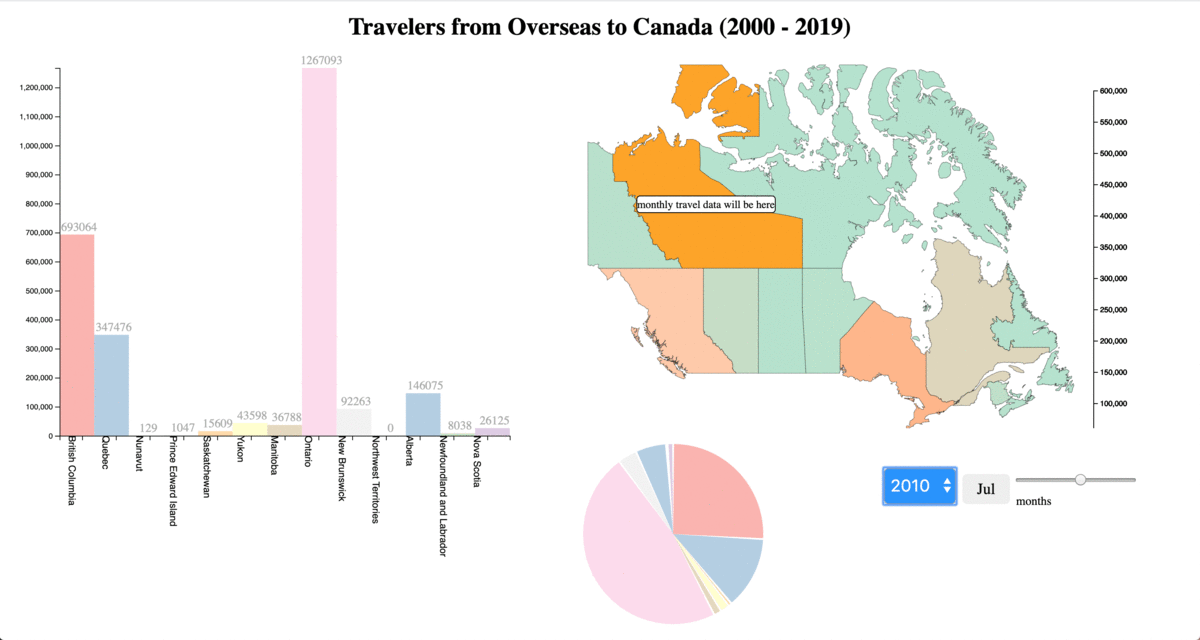 Travelers from Overseas to Canada (2000 - 2019)
1,200,000
1,100,000
1,000,000
900,000
800,000
700,000
600,000
500,000
400,000
300,000
200,000
100,000
0
693064
347476
129
1047
15609
43598
36788
1267093
92263
0
146075
8038
26125
British Columbia
Quebec
Nunavut
Prince Edward Island
Saskatchewan
Yukon
Manitoba
Ontario
New Brunswick
Northwest Territories
Alberta
Newfoundland and Labrador
Nova Scotia
monthly travel data will be here
600,000
550,000
500,000
450,000
400,000
350,000
300,000
250,000
200,000
150,000
100,000
2010
Jul
months